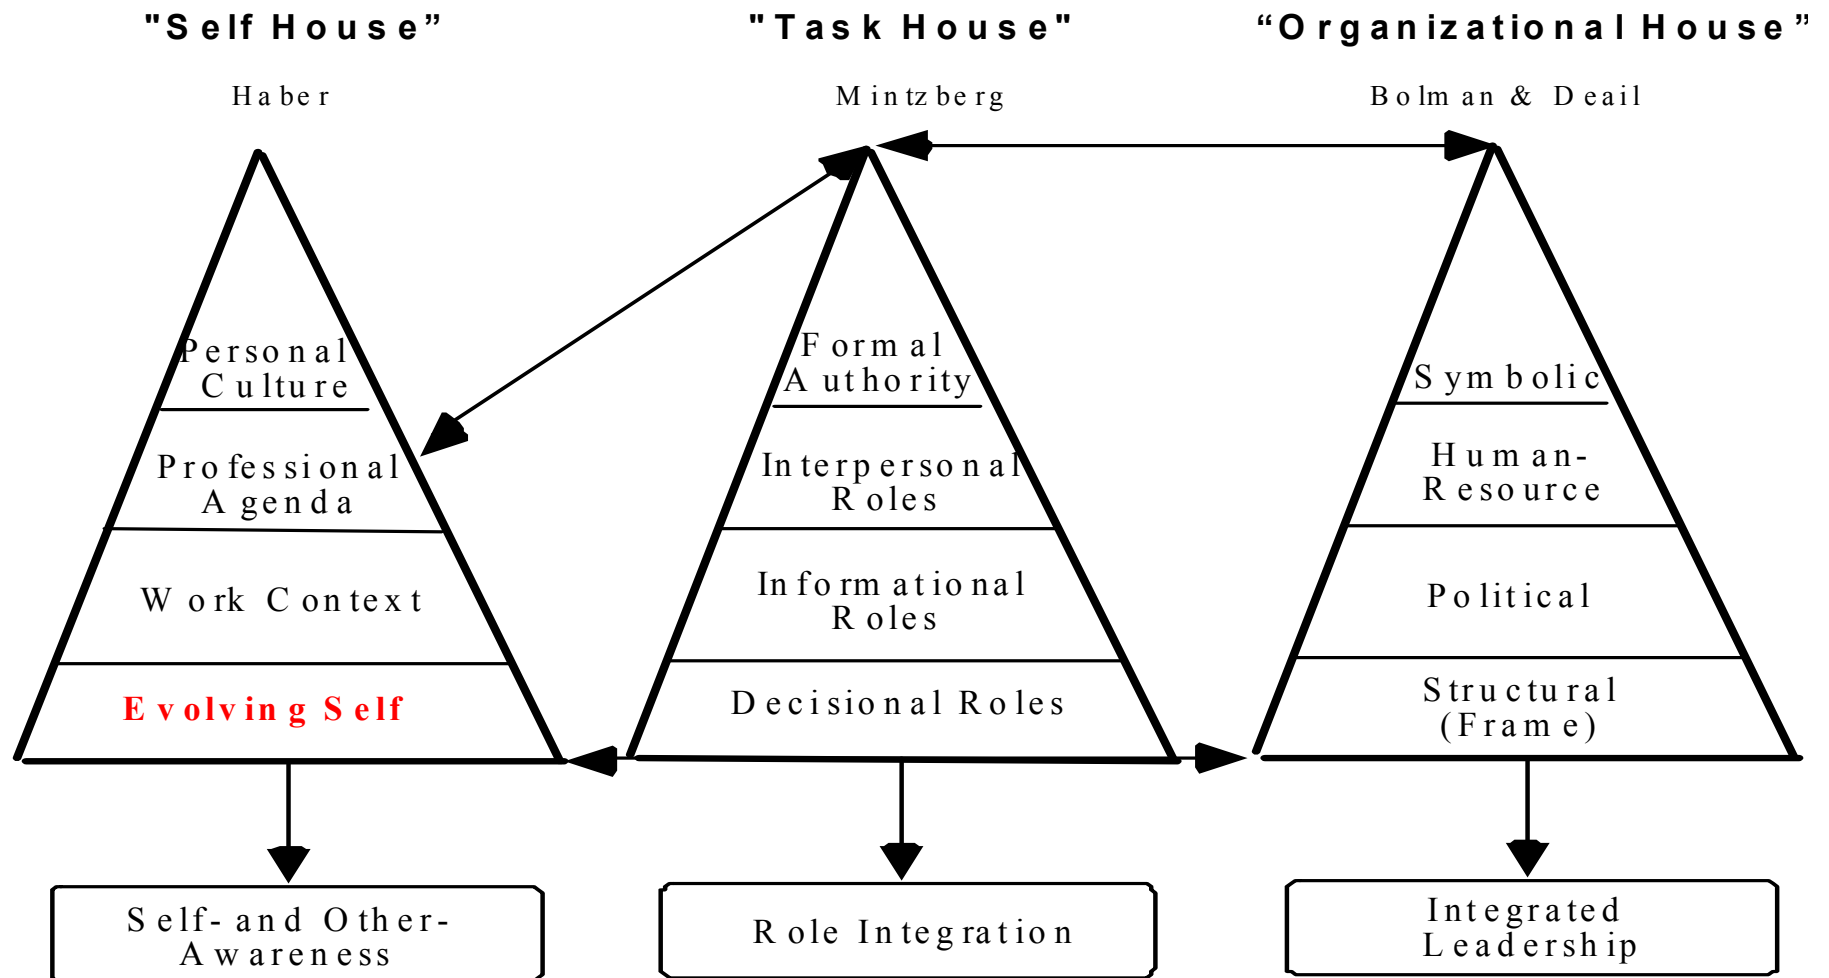 "Self House”
"Task House"
“Organizational House”
Haber
Mintzberg
Bolman & Deail
Personal
Culture
Professional
Agenda
Work Context
Evolving Self
Self- and Other-
Awareness
Formal
Authority
Interpersonal
Roles
Informational
Roles
Decisional Roles
Role Integration
Symbolic
Human-
Resource
Political
Structural
(Frame)
Integrated
Leadership